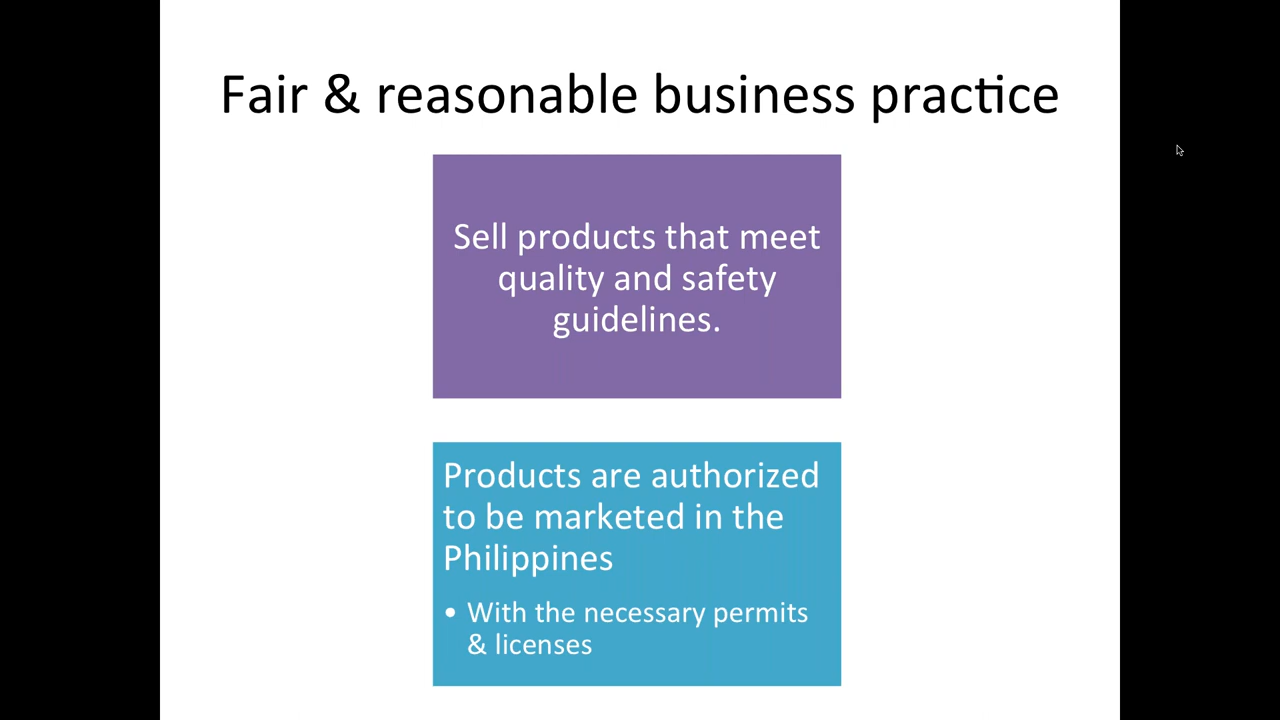 Fair & reasonable business practice
Sell products that meet
quality and safety
guidelines.
Products are authorized
to be marketed in the
Philippines
• With the necessary permits
& licenses